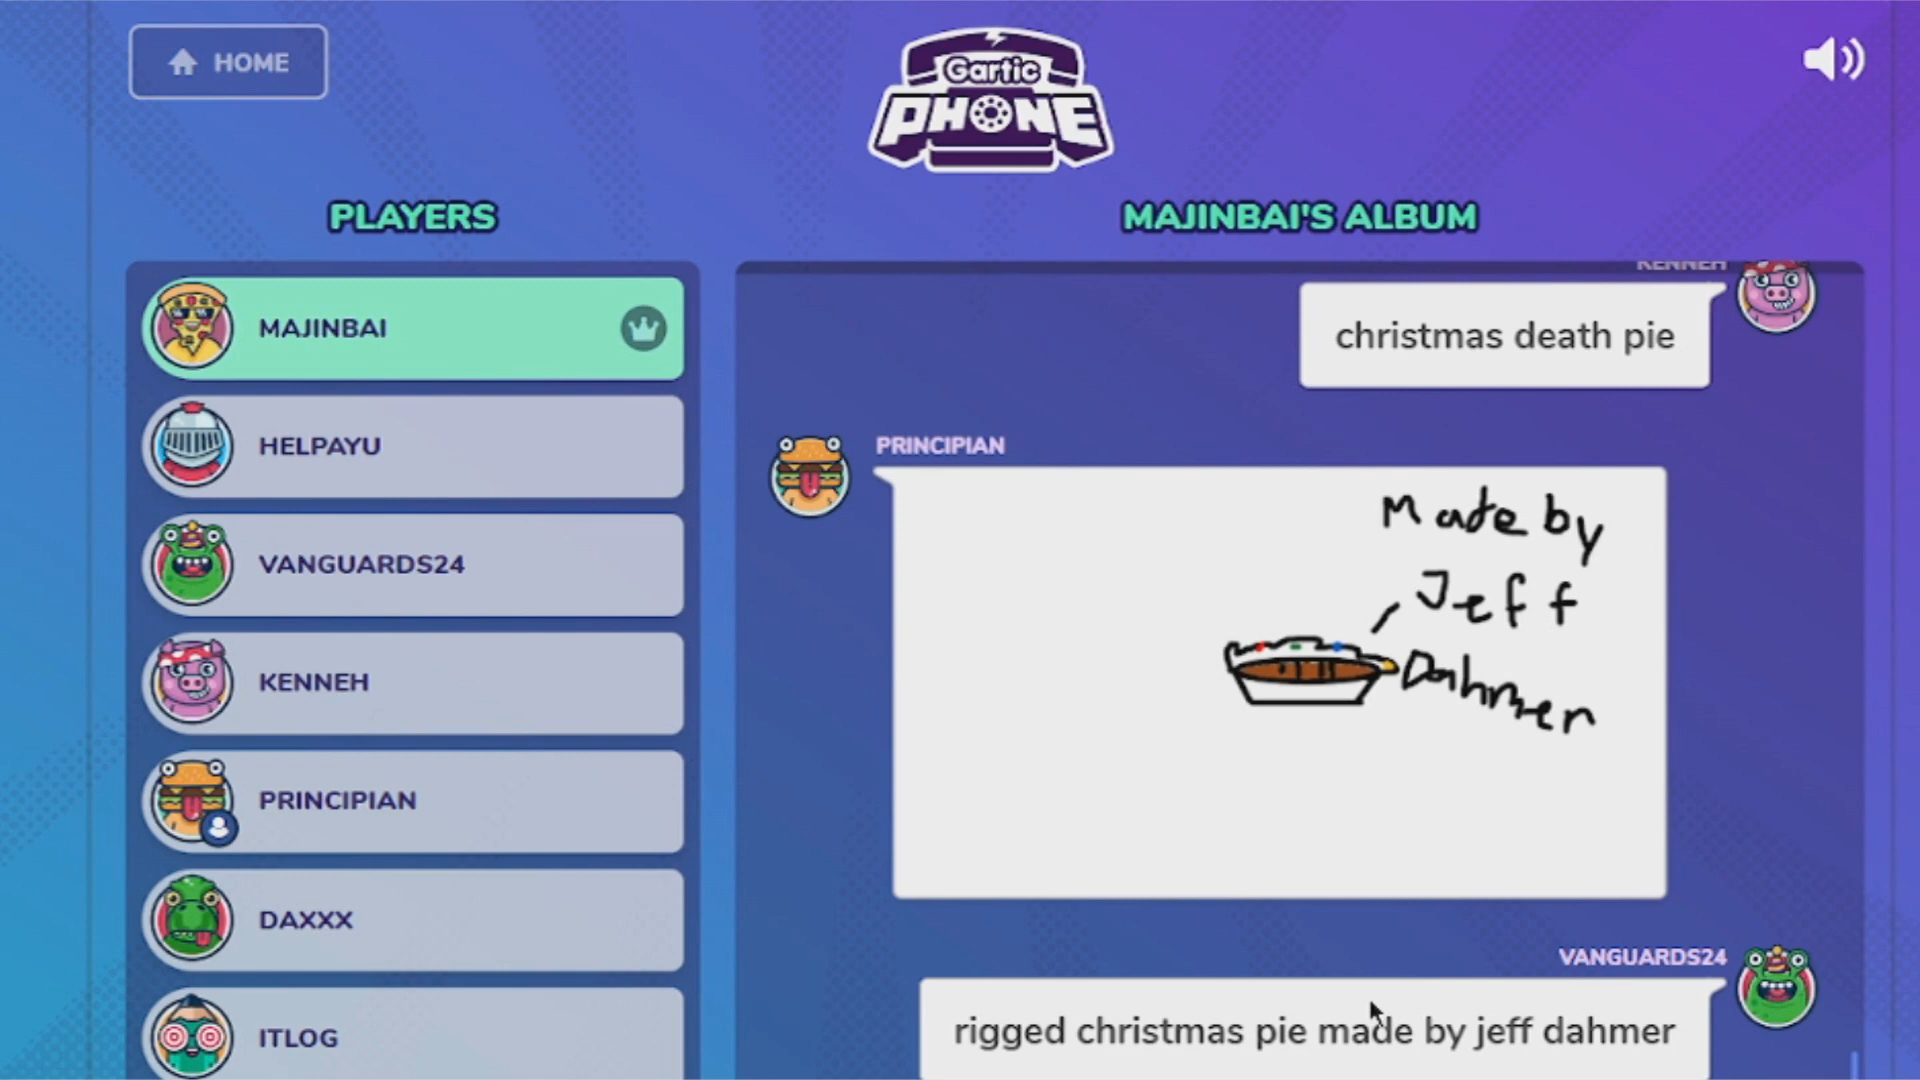 HOME
Gartic
PHONE
PLAYERS
MAJINBAI
HELPAYU
VANGUARDS24
KENNEH
PRINCIPIAN
DAXXX
ITLOG
MAJINBAI'S ALBUM
KENNEH
christmas death pie
PRINCIPIAN
Made by
Jeff
Dahmer
VANGUARDS24
rigged christmas pie made by jeff dahmer